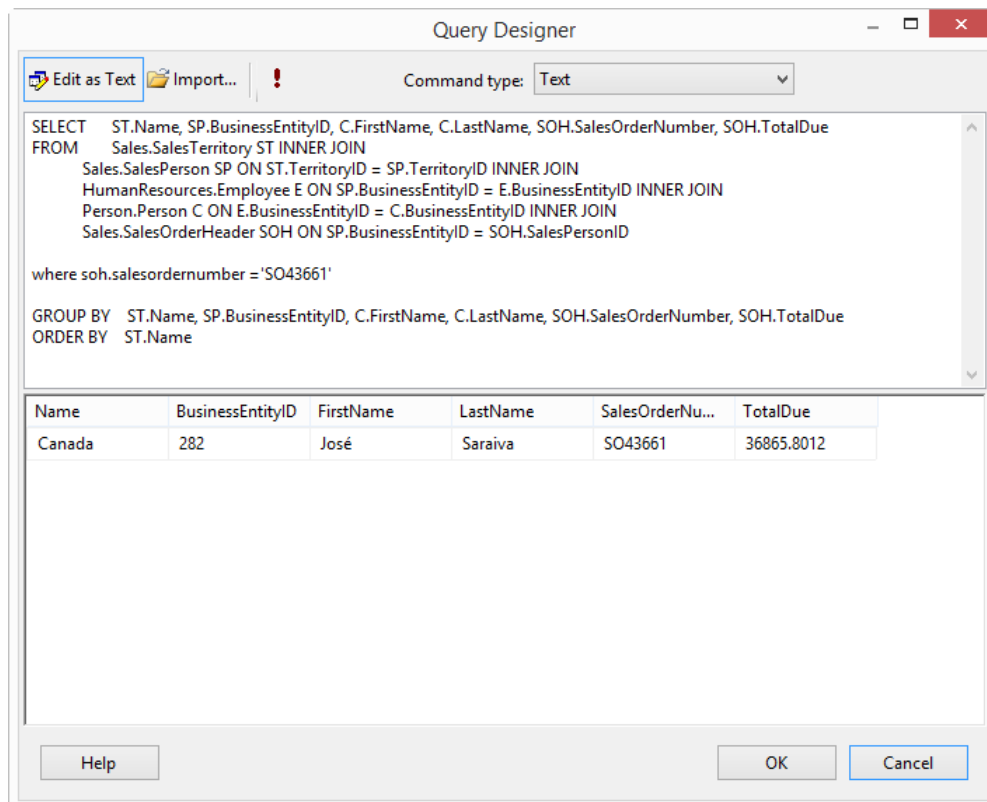 Query Designer
Edit as Text Import... ! Command type: Text
SELECT ST.Name, SP.BusinessEntityID, C.FirstName, C.LastName, SOH.SalesOrderNumber, SOH.TotalDue
FROM Sales.SalesTerritory ST INNER JOIN
Sales.SalesPerson SP ON ST.TerritoryID = SP.TerritoryID INNER JOIN
HumanResources.Employee E ON SP.BusinessEntityID = E.BusinessEntityID INNER JOIN
Person.Person C ON E.BusinessEntityID = C.BusinessEntityID INNER JOIN
Sales.SalesOrderHeader SOH ON SP.BusinessEntityID = SOH.SalesPersonID
where soh.salesordernumber ='SO43661'
GROUP BY ST.Name, SP.BusinessEntityID, C.FirstName, C.LastName, SOH.SalesOrderNumber, SOH.TotalDue
ORDER BY ST.Name
Name BusinessEntityID FirstName LastName SalesOrderNu... TotalDue
Canada 282 José Saraiva SO43661 36865.8012
Help OK Cancel